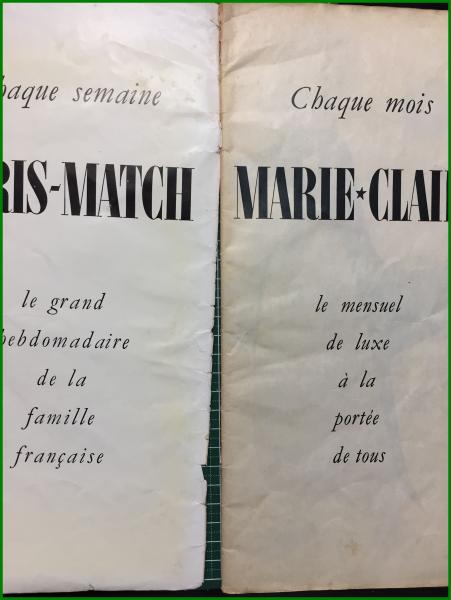 haque semaine
RIS-MATCH
le grand
hebdomadaire
de la
famille
française
Chaque mois
MARIE★CLAI
le mensuel
de luxe
à la
portée
de tous